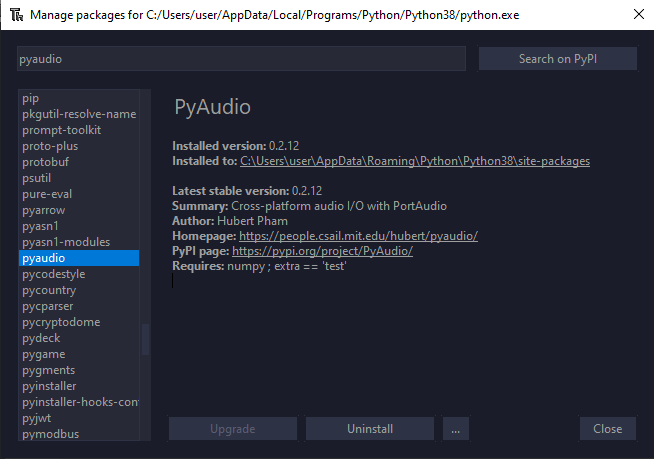 Manage packages for C:/Users/user/AppData/Local/Programs/Python/Python38/python.exe
pyaudio
Search on PyPI
pip
pkgutil-resolve-name
prompt-toolkit
proto-plus
protobuf
psutil
pure-eval
pyarrow
pyasn1
pyasn1-modules
pyaudio
pycodestyle
pycountry
pycparser
pycryptodome
pydeck
pygame
pygments
pyinstaller
pyinstaller-hooks-con
pyjwt
pymodbus
PyAudio
Installed version: 0.2.12
Installed to: C:\Users\user\AppData\Roaming\Python\Python38\site-packages
Latest stable version: 0.2.12
Summary: Cross-platform audio I/O with PortAudio
Author: Hubert Pham
Homepage: https://people.csail.mit.edu/hubert/pyaudio/
PyPI page: https://pypi.org/project/PyAudio/
Requires: numpy ; extra == 'test'
Upgrade
Uninstall
...
Close